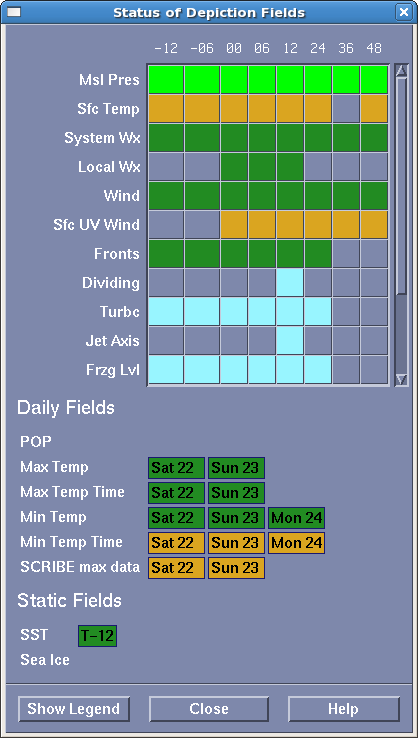 Status of Depiction Fields
-12 -06 00 06 12 24 36 48
Msl Pres
Sfc Temp
System Wx
Local Wx
Wind
Sfc UV Wind
Fronts
Dividing
Turbc
Jet Axis
Frzg Lvl
Daily Fields
POP
Max Temp Sat 22 Sun 23
Max Temp Time Sat 22 Sun 23
Min Temp Sat 22 Sun 23 Mon 24
Min Temp Time Sat 22 Sun 23 Mon 24
SCRIBE max data Sat 22 Sun 23
Static Fields
SST T-12
Sea Ice
Show Legend Close Help